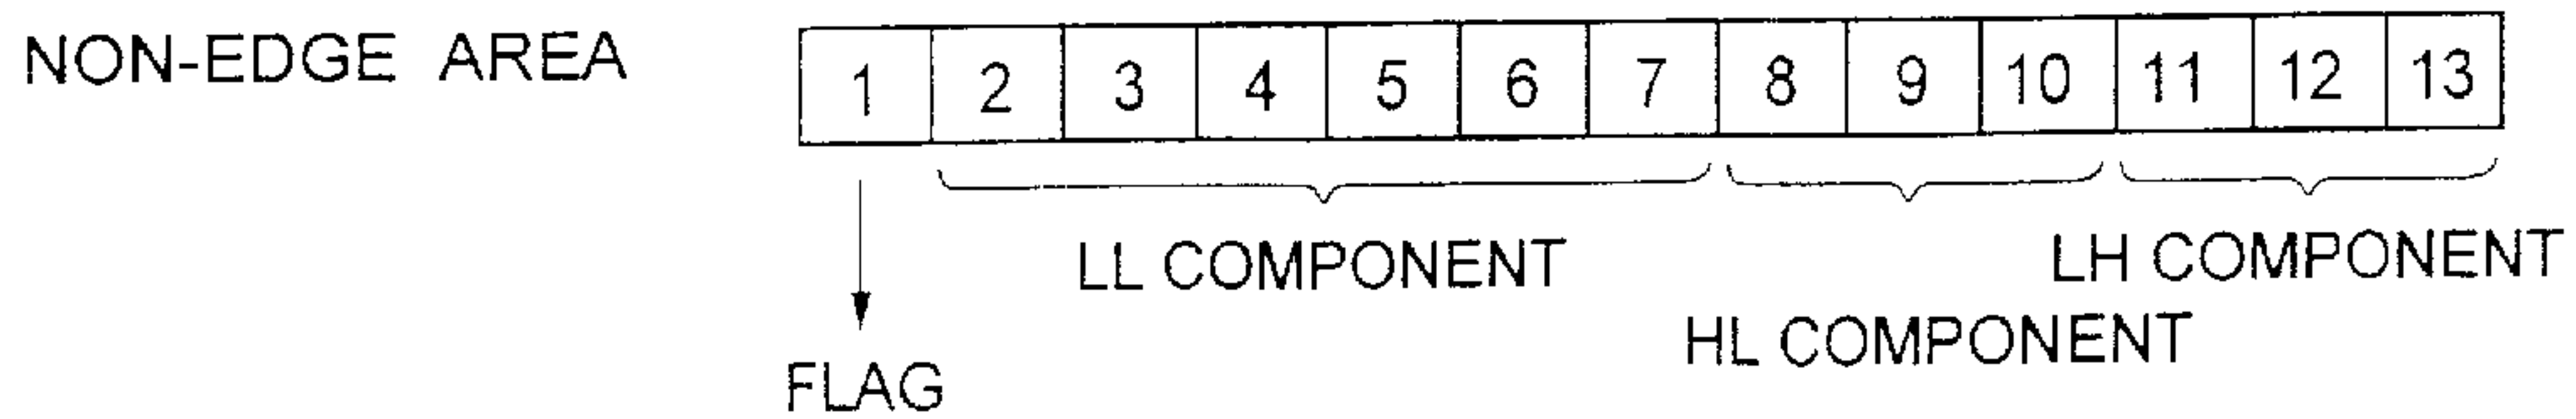 NON-EDGE AREA
1 2 3 4 5 6 7 8 9 10 11 12 13
LL COMPONENT
LH COMPONENT
HL COMPONENT
FLAG